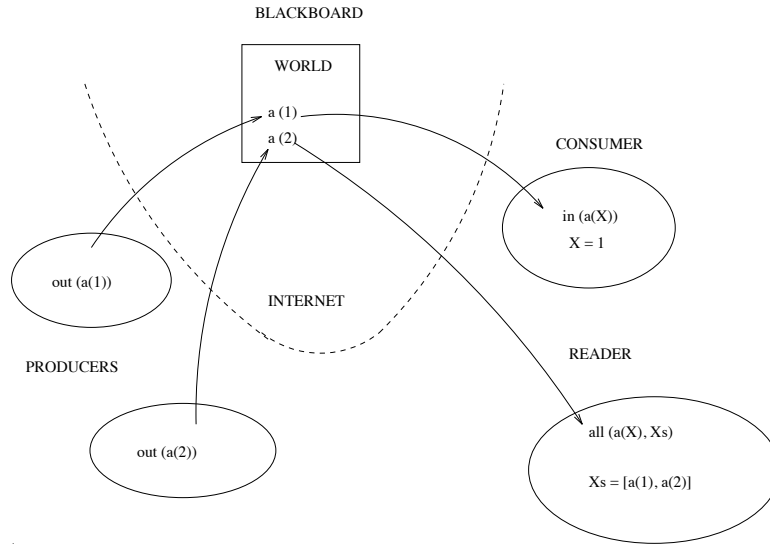 BLACKBOARD
WORLD
a (1)
a (2)
CONSUMER
in (a(X))
X = 1
out (a(1))
INTERNET
PRODUCERS
READER
out (a(2))
all (a(X), Xs)
Xs = [a(1), a(2)]